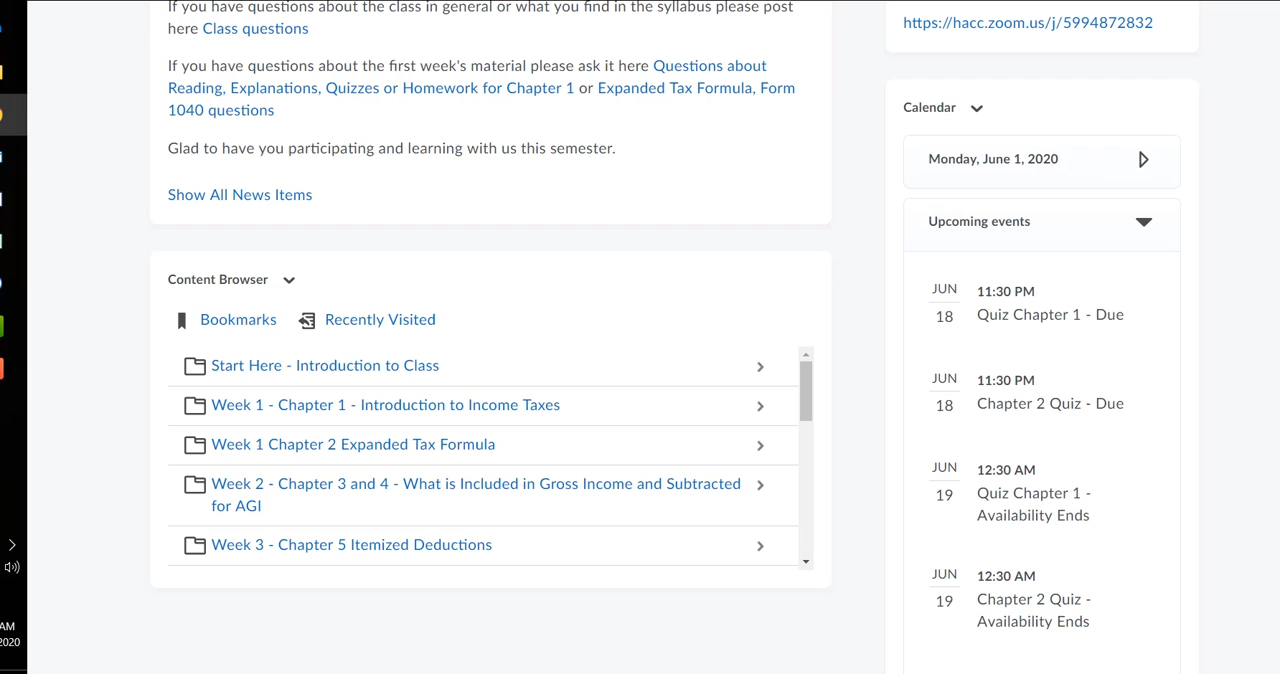 If you have questions about the class in general or what you find in the syllabus please post
here Class questions
If you have questions about the first week's material please ask it here Questions about
Reading, Explanations, Quizzes or Homework for Chapter 1 or Expanded Tax Formula, Form
1040 questions
Glad to have you participating and learning with us this semester.
Show All News Items
Content Browser
Bookmarks
Recently Visited
Start Here - Introduction to Class
Week 1 - Chapter 1 - Introduction to Income Taxes
Week 1 Chapter 2 Expanded Tax Formula
Week 2 - Chapter 3 and 4 - What is Included in Gross Income and Subtracted
for AGI
Week 3 - Chapter 5 Itemized Deductions
https://hacc.zoom.us/j/5994872832
Calendar
Monday, June 1, 2020
Upcoming events
JUN
18
11:30 PM
Quiz Chapter 1 - Due
JUN
18
11:30 PM
Chapter 2 Quiz - Due
JUN
19
12:30 AM
Quiz Chapter 1 -
Availability Ends
JUN
19
12:30 AM
Chapter 2 Quiz -
Availability Ends
AM
2020